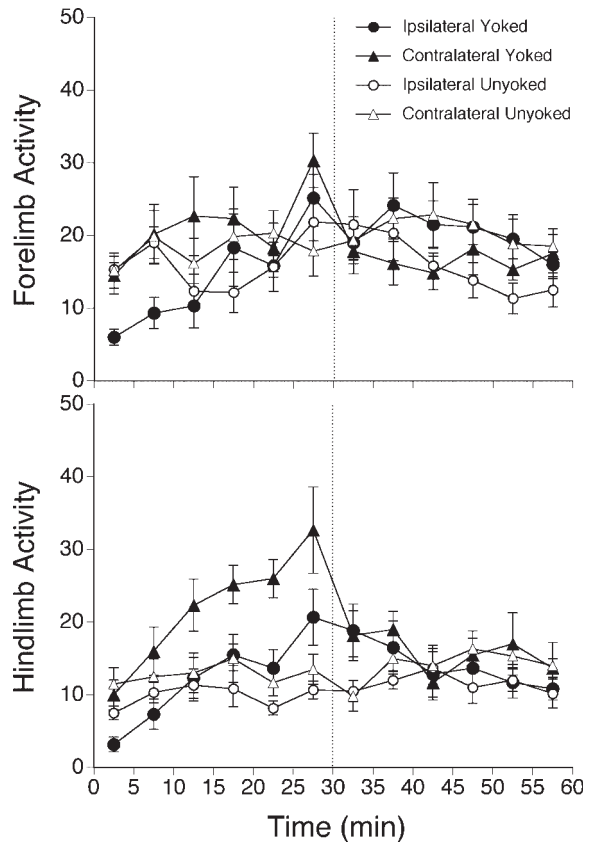 50
40
30
20
10
0
Forelimb Activity
Ipsilateral Yoked
Contralateral Yoked
Ipsilateral Unyoked
Contralateral Unyoked
50
40
30
20
10
0
Hindlimb Activity
0 5 10 15 20 25 30 35 40 45 50 55 60
Time (min)